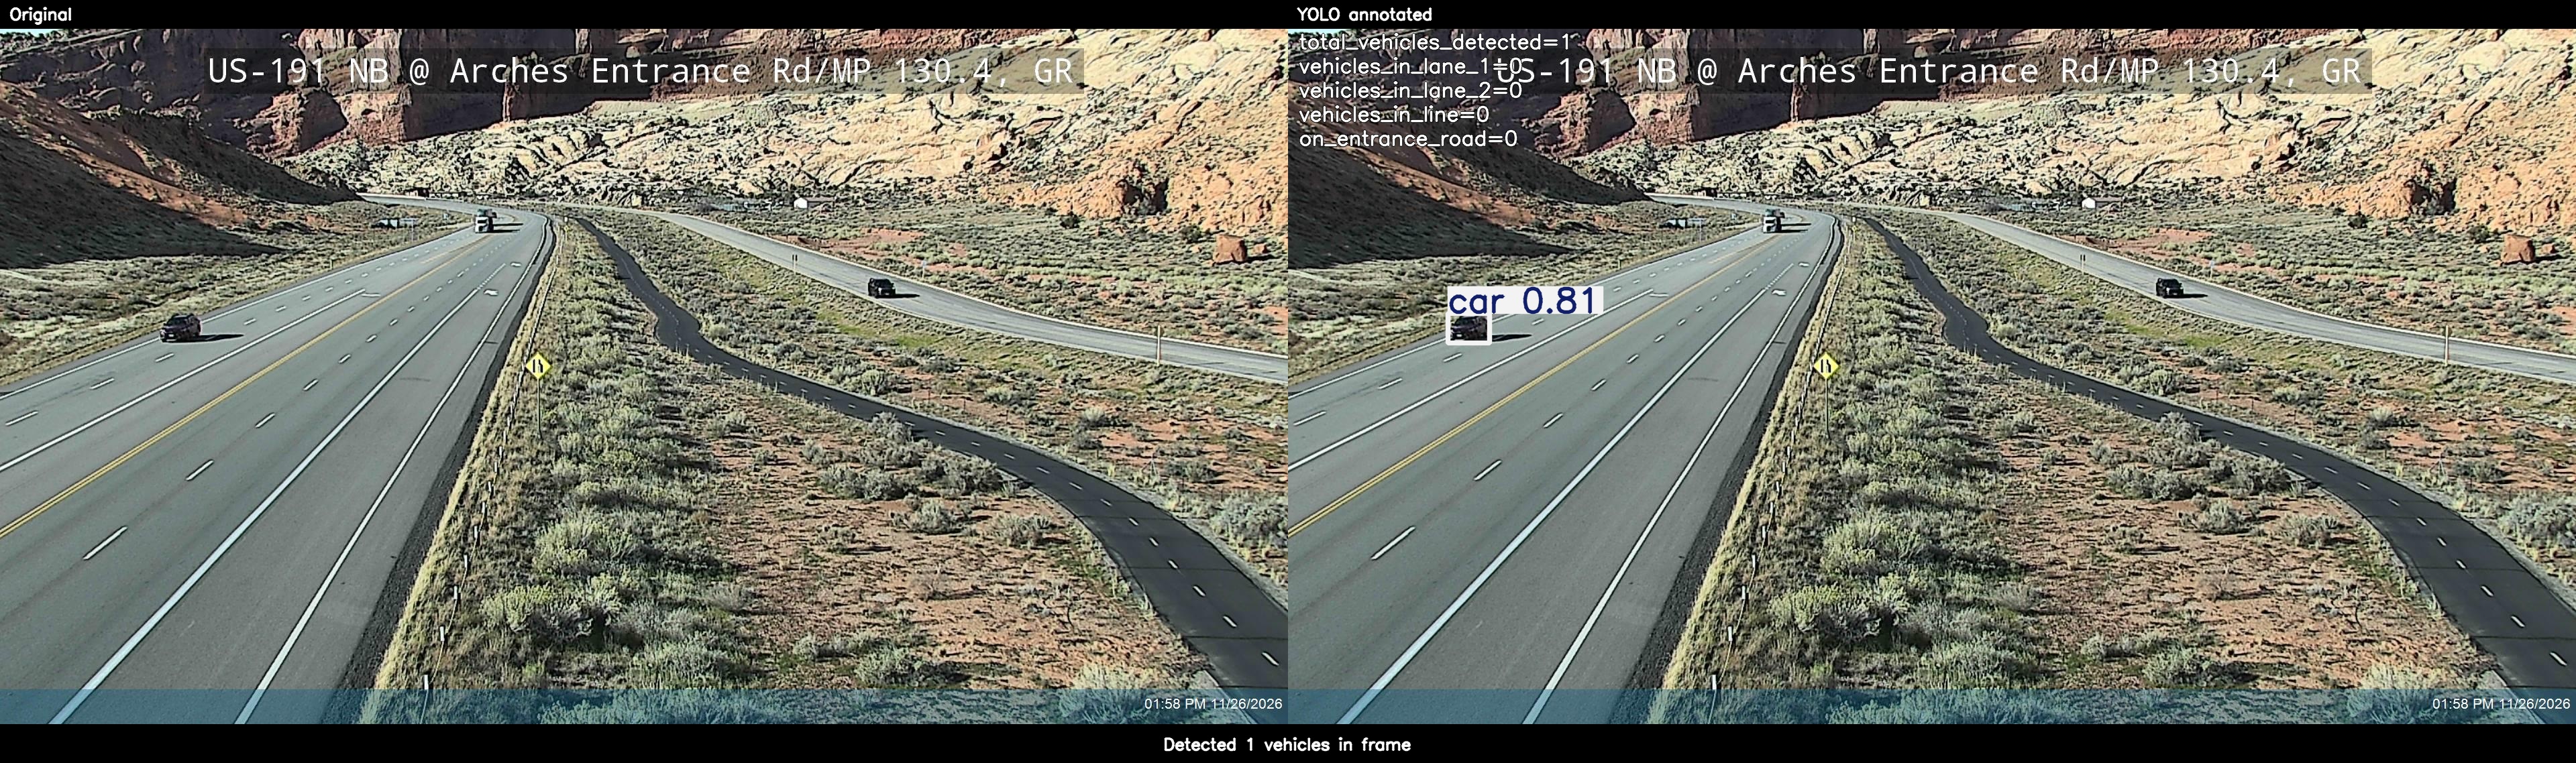 Original
US-191 NB @ Arches Entrance Rd/MP 130.4, GR
01:58 PM 11/26/2026
YOLO annotated
total_vehicles_detected=1
vehicles_in_lane_1=0
US-191 NB @ Arches Entrance Rd/MP 130.4, GR
vehicles_in_lane_2=0
vehicles_in_line=0
on_entrance_road=0
car 0.81
01:58 PM 11/26/2026
Detected 1 vehicles in frame